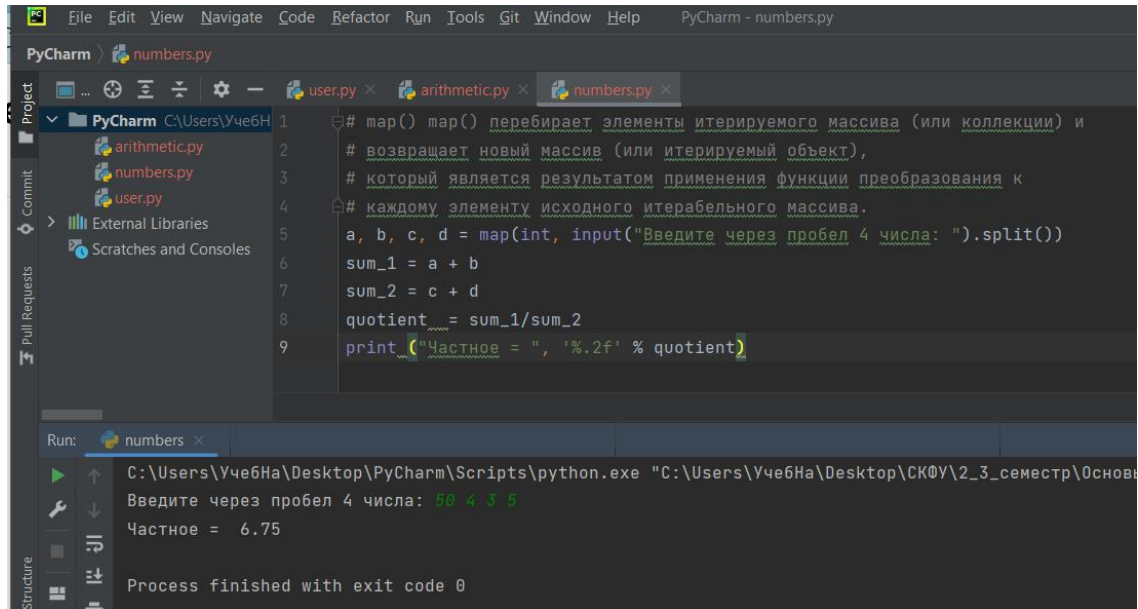 File Edit View Navigate Code Refactor Run Tools Git Window Help PyCharm - numbers.py
PyCharm numbers.py
user.py arithmetic.py numbers.py
Project
Commit
Pull Requests
Structure
PyCharm C:\Users\УчебН
arithmetic.py
numbers.py
user.py
External Libraries
Scratches and Consoles
1 # map() map() перебирает элементы итерируемого массива (или коллекции) и
2 # возвращает новый массив (или итерируемый объект),
3 # который является результатом применения функции преобразования к
4 # каждому элементу исходного итерабельного массива.
5 a, b, c, d = map(int, input("Введите через пробел 4 числа: ").split())
6 sum_1 = a + b
7 sum_2 = c + d
8 quotient  = sum_1/sum_2
9 print ("Частное = ", '%.2f' % quotient)
Run: numbers
C:\Users\УчебНа\Desktop\PyCharm\Scripts\python.exe "C:\Users\УчебНа\Desktop\СКФУ\2_3_семестр\Основы
Введите через пробел 4 числа: 50 4 3 5
Частное =  6.75
Process finished with exit code 0